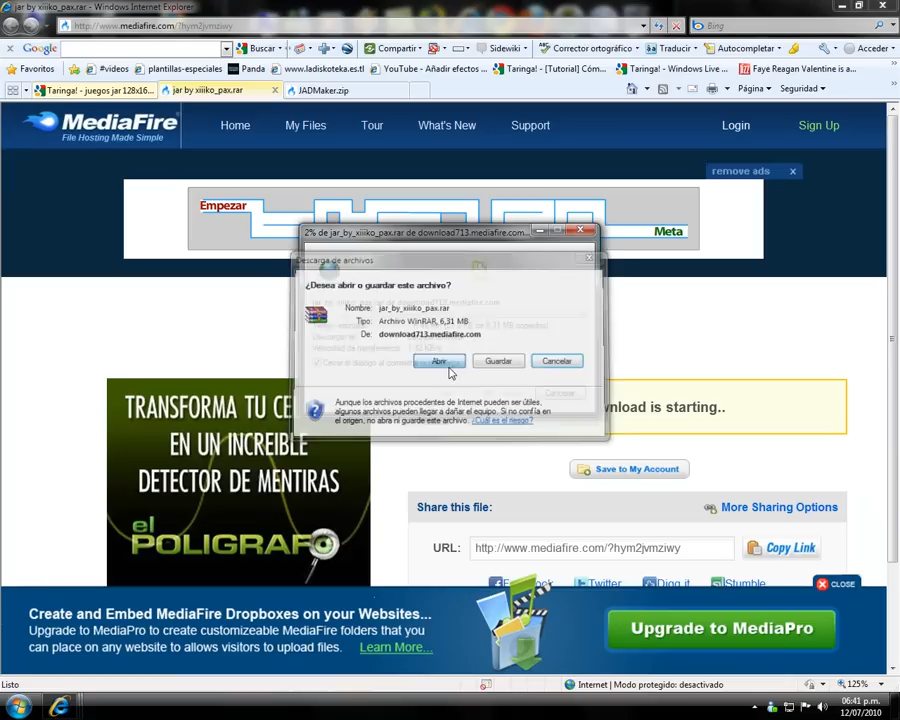 jar by xiiiko_pax.rar - Windows Internet Explorer
http://www.mediafire.com/?hym2jvmziwy
Bing
Google
Buscar
Compartir
Sidewiki
Corrector ortográfico
Traducir
Autocompletar
Acceder
Favoritos
#videos
plantillas-especiales
Panda
www.ladiskoteka.es.tl
YouTube - Añadir efectos ...
Taringa! - [Tutorial] Cóm...
Taringa! - Windows Live ...
Faye Reagan Valentine is a...
Taringa! - juegos jar 128x16...
jar by xiiiko_pax.rar
JADMaker.zip
Página
Seguridad
MediaFire
File Hosting Made Simple
Home
My Files
Tour
What's New
Support
Login
Sign Up
remove ads x
Empezar
Meta
2% de jar_by_xiiiko_pax.rar de download713.mediafire.com...
Descarga de archivos
¿Desea abrir o guardar este archivo?
Nombre: jar_by_xiiiko_pax.rar
Tipo: Archivo WinRAR, 6,31 MB
De: download713.mediafire.com
Abrir
Guardar
Cancelar
Cancelar
Aunque los archivos procedentes de Internet pueden ser útiles,
algunos archivos pueden llegar a dañar el equipo. Si no confía en
el origen, no abra ni guarde este archivo. ¿Cuál es el riesgo?
wnload is starting..
TRANSFORMA TU CE
EN UN INCREIBLE
DETECTOR DE MENTIRAS
el
POLIGRAFO
Save to My Account
Share this file:
More Sharing Options
URL:
http://www.mediafire.com/?hym2jvmziwy
Copy Link
Twitter
Digg it
Stumble
CLOSE
Create and Embed MediaFire Dropboxes on your Websites...
Upgrade to MediaPro to create customizeable MediaFire folders that you
can place on any website to allows visitors to upload files. Learn More...
Upgrade to MediaPro
Listo
Internet | Modo protegido: desactivado
125%
06:41 p.m.
12/07/2010